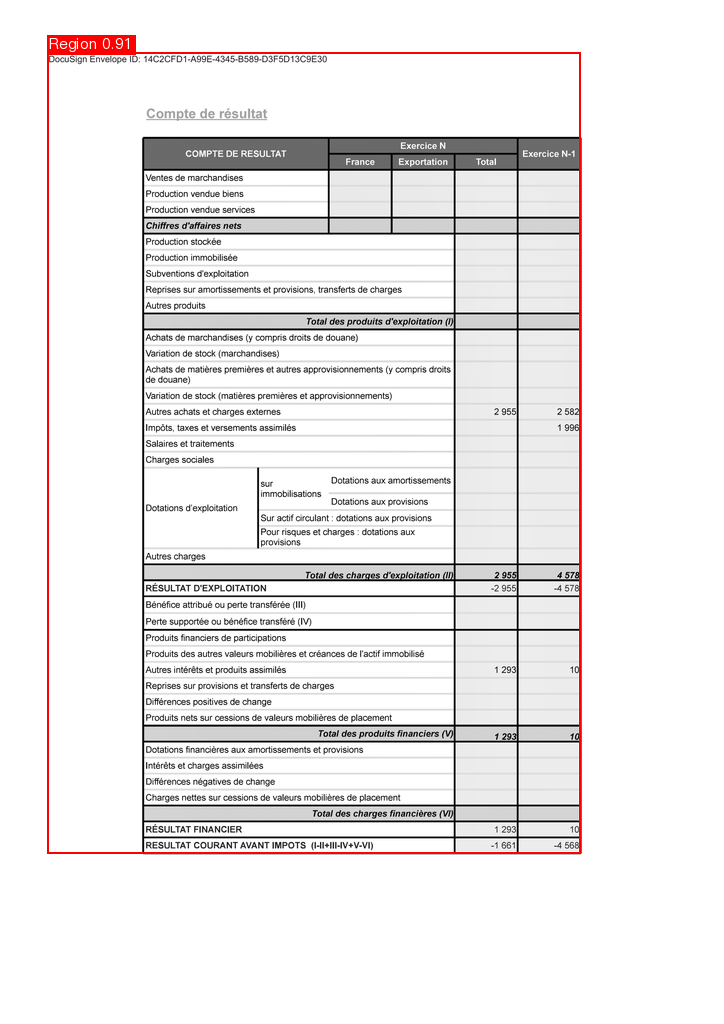 Region 0.91
DocuSign Envelope ID: 14C2CFD1-A99E-4345-B589-D3F5D13C9E30
Compte de résultat
COMPTE DE RESULTAT Exercice N Exercice N-1
France Exportation Total
Ventes de marchandises
Production vendue biens
Production vendue services
Chiffres d'affaires nets
Production stockée
Production immobilisée
Subventions d'exploitation
Reprises sur amortissements et provisions, transferts de charges
Autres produits
Total des produits d'exploitation (I)
Achats de marchandises (y compris droits de douane)
Variation de stock (marchandises)
Achats de matières premières et autres approvisionnements (y compris droits
de douane)
Variation de stock (matières premières et approvisionnements)
Autres achats et charges externes 2 955 2 582
Impôts, taxes et versements assimilés 1 996
Salaires et traitements
Charges sociales
Dotations d'exploitation
sur
immobilisations
Dotations aux amortissements
Dotations aux provisions
Sur actif circulant : dotations aux provisions
Pour risques et charges : dotations aux
provisions
Autres charges
Total des charges d'exploitation (II) 2 955 4 578
RÉSULTAT D'EXPLOITATION -2 955 -4 578
Bénéfice attribué ou perte transférée (III)
Perte supportée ou bénéfice transféré (IV)
Produits financiers de participations
Produits des autres valeurs mobilières et créances de l'actif immobilisé
Autres intérêts et produits assimilés 1 293 10
Reprises sur provisions et transferts de charges
Différences positives de change
Produits nets sur cessions de valeurs mobilières de placement
Total des produits financiers (V) 1 293 10
Dotations financières aux amortissements et provisions
Intérêts et charges assimilées
Différences négatives de change
Charges nettes sur cessions de valeurs mobilières de placement
Total des charges financières (VI)
RÉSULTAT FINANCIER 1 293 10
RESULTAT COURANT AVANT IMPOTS (I-II+III-IV+V-VI) -1 661 -4 568